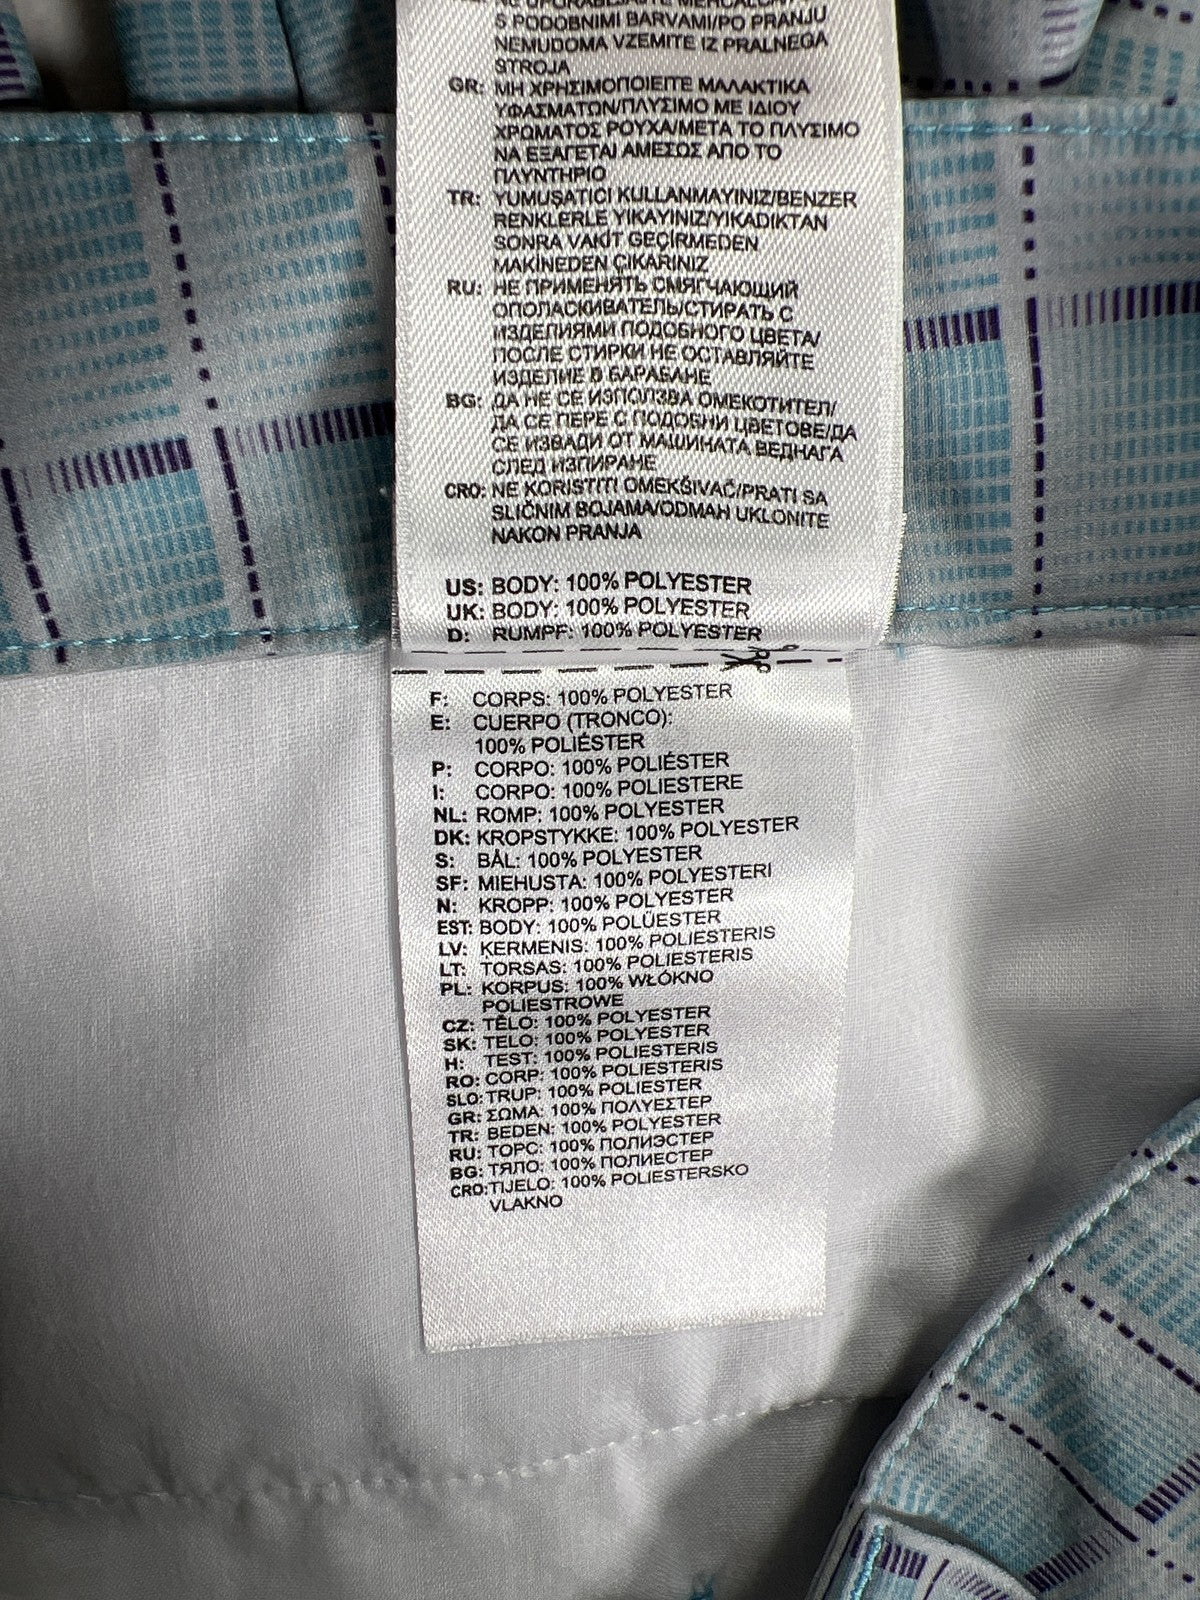 NE UPORABLJAJTE
S PODOBNIMI BARVAMI/PO PRANJU
NEMUDOMA VZEMITE IZ PRALNEGA
STROJA
GR: ΜΗ ΧΡΗΣΙΜΟΠΟΙΕΙΤΕ ΜΑΛΑΚΤΙΚΑ
ΥΦΑΣΜΑΤΩΝ/ΠΛΥΣΙΜΟ ΜΕ ΙΔΙΟΥ
ΧΡΩΜΑΤΟΣ ΡΟΥΧΑ/ΜΕΤΑ ΤΟ ΠΛΥΣΙΜΟ
ΝΑ ΕΞΑΓΕΤΑΙ ΑΜΕΣΩΣ ΑΠΟ ΤΟ
ΠΛΥΝΤΗΡΙΟ
TR: YUMUŞATICI KULLANMAYINIZ/BENZER
RENKLERLE YIKAYINIZ/YIKADIKTAN
SONRA VAKİT GEÇİRMEDEN
MAKİNEDEN ÇIKARINIZ
RU: НЕ ПРИМЕНЯТЬ СМЯГЧАЮЩИЙ
ОПОЛАСКИВАТЕЛЬ/СТИРАТЬ С
ИЗДЕЛИЯМИ ПОДОБНОГО ЦВЕТА/
ПОСЛЕ СТИРКИ НЕ ОСТАВЛЯЙТЕ
ИЗДЕЛИЕ В БАРАБАНЕ
BG: ДА НЕ СЕ ИЗПОЛЗВА ОМЕКОТИТЕЛ/
ДА СЕ ПЕРЕ С ПОДОБНИ ЦВЕТОВЕ/ДА
СЕ ИЗВАДИ ОТ МАШИНАТА ВЕДНАГА
СЛЕД ИЗПИРАНЕ
CRO: NE KORISTITI OMEKŠIVAČ/PRATI SA
SLIČNIM BOJAMA/ODMAH UKLONITE
NAKON PRANJA
US: BODY: 100% POLYESTER
UK: BODY: 100% POLYESTER
D: RUMPF: 100% POLYESTER
F: CORPS: 100% POLYESTER
E: CUERPO (TRONCO):
100% POLIÉSTER
P: CORPO: 100% POLIÉSTER
I: CORPO: 100% POLIESTERE
NL: ROMP: 100% POLYESTER
DK: KROPSTYKKE: 100% POLYESTER
S: BÅL: 100% POLYESTER
SF: MIEHUSTA: 100% POLYESTERI
N: KROPP: 100% POLYESTER
EST: BODY: 100% POLÜESTER
LV: ĶERMENIS: 100% POLIESTERIS
LT: TORSAS: 100% POLIESTERIS
PL: KORPUS: 100% WŁÓKNO
POLIESTROWE
CZ: TĚLO: 100% POLYESTER
SK: TELO: 100% POLYESTER
H: TEST: 100% POLIESTERIS
RO: CORP: 100% POLIESTERIS
SLO: TRUP: 100% POLIESTER
GR: ΣΩΜΑ: 100% ΠΟΛΥΕΣΤΕΡ
TR: BEDEN: 100% POLYESTER
RU: ТОРС: 100% ПОЛИЭСТЕР
BG: ТЯЛО: 100% ПОЛИЕСТЕР
CRO: TIJELO: 100% POLIESTERSKO
VLAKNO